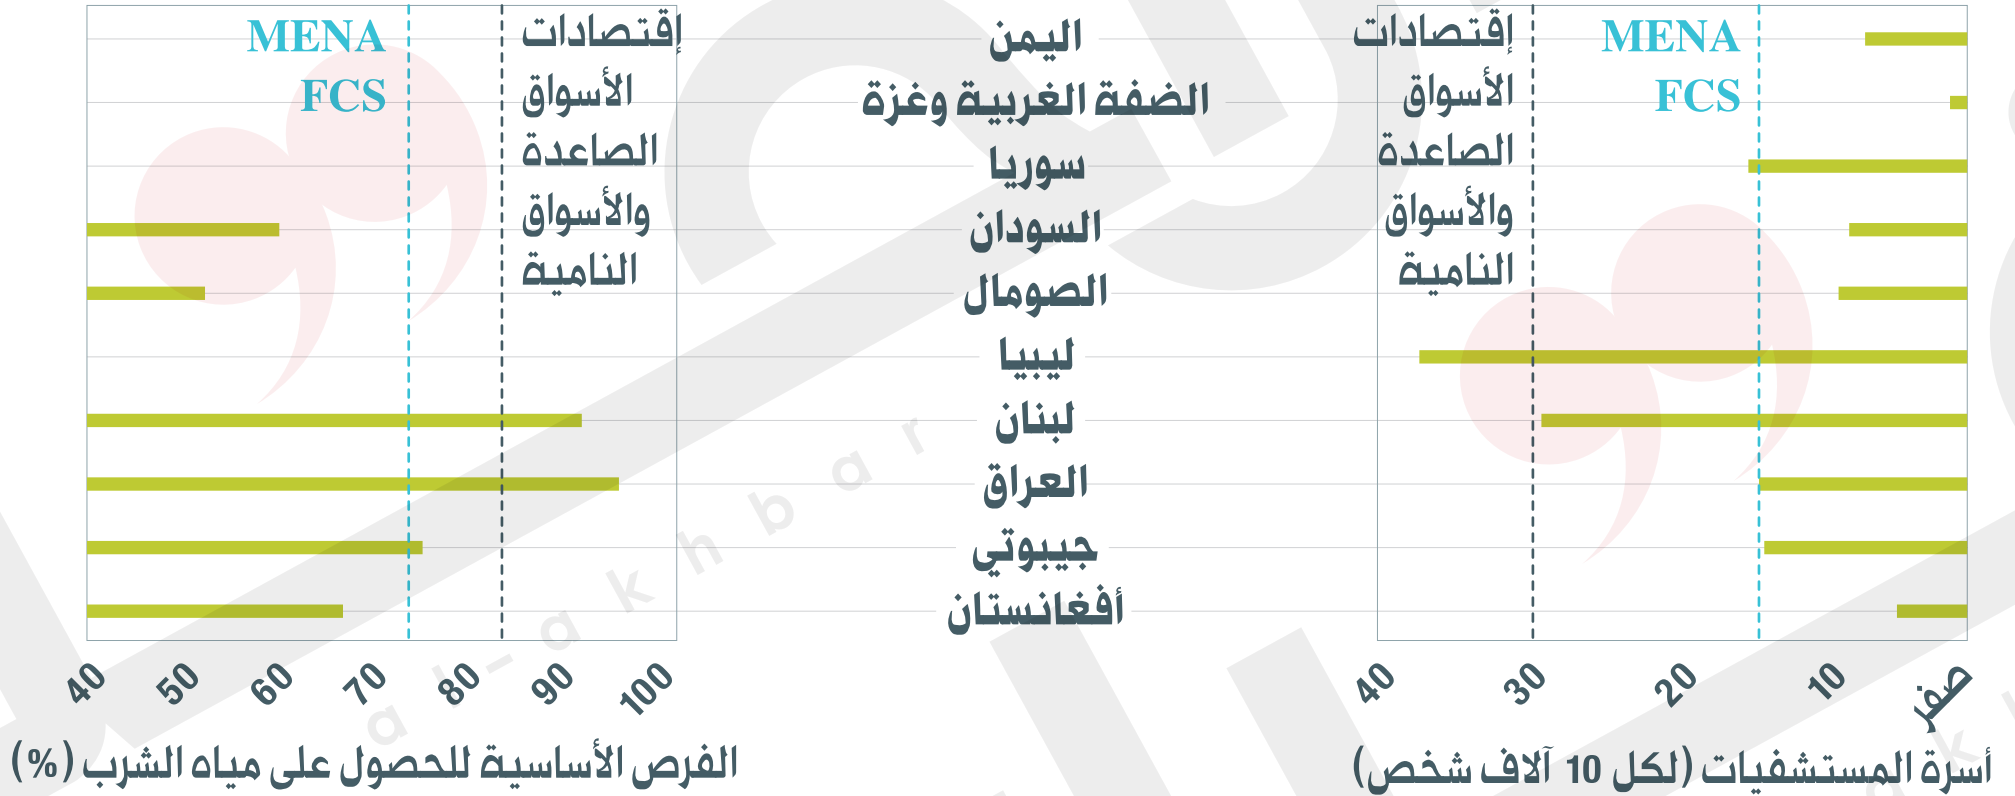 إقتصادات
الأسواق
الصاعدة
والأسواق
النامية
MENA
FCS
صفر
10
20
30
40
أسرة المستشفيات (لكل 10 آلاف شخص)
اليمن
الضفة الغربية وغزة
سوريا
السودان
الصومال
ليبيا
لبنان
العراق
جيبوتي
أفغانستان
إقتصادات
الأسواق
الصاعدة
والأسواق
النامية
MENA
FCS
40
50
60
70
80
90
100
الفرص الأساسية للحصول على مياه الشرب (%)
al-akhbar